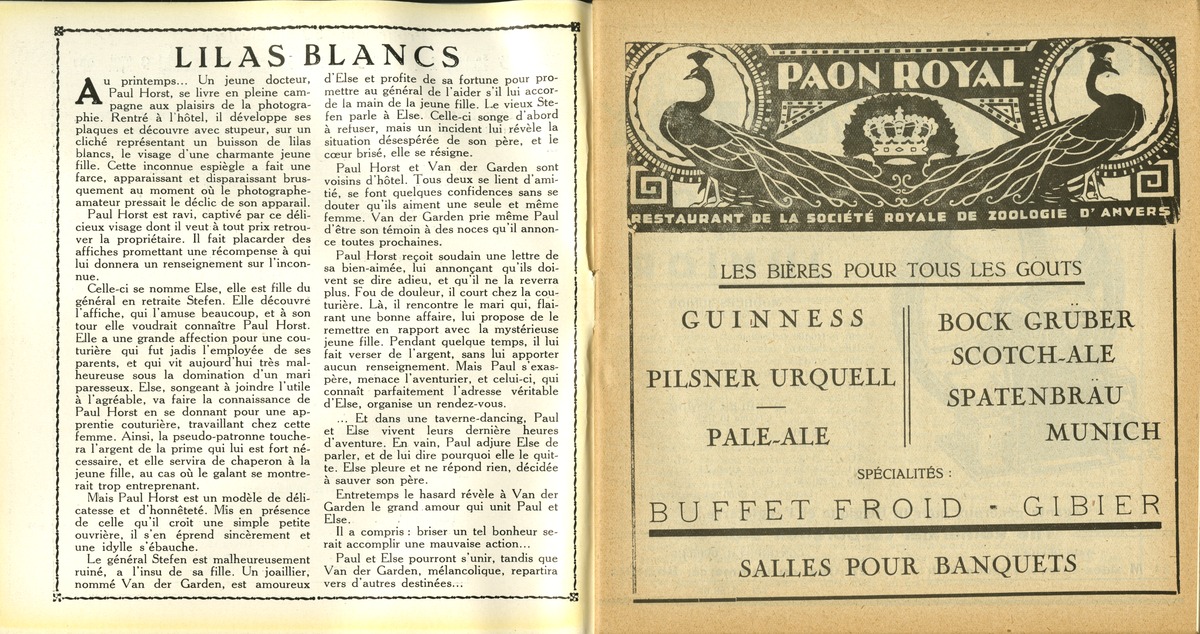 LILAS BLANCS
Au printemps... Un jeune docteur,
Paul Horst, se livre en pleine cam-
pagne aux plaisirs de la photogra-
phie. Rentré à l'hôtel, il développe ses
plaques et découvre avec stupeur, sur un
cliché représentant un buisson de lilas
blancs, le visage d'une charmante jeune
fille. Cette inconnue espiègle a fait une
farce, apparaissant et disparaissant brus-
quement au moment où le photographe-
amateur pressait le déclic de son apparail.
Paul Horst est ravi, captivé par ce déli-
cieux visage dont il veut à tout prix retrou-
ver la propriétaire. Il fait placarder des
affiches promettant une récompense à qui
lui donnera un renseignement sur l'incon-
nue.
Celle-ci se nomme Else, elle est fille du
général en retraite Stefen. Elle découvre
l'affiche, qui l'amuse beaucoup, et à son
tour elle voudrait connaître Paul Horst.
Elle a une grande affection pour une cou-
turière qui fut jadis l'employée de ses
parents, et qui vit aujourd'hui très mal-
heureuse sous la domination d'un mari
paresseux. Else, songeant à joindre l'utile
à l'agréable, va faire la connaissance de
Paul Horst en se donnant pour une ap-
prentie couturière, travaillant chez cette
femme. Ainsi, la pseudo-patronne touche-
ra l'argent de la prime qui lui est fort né-
cessaire, et elle servira de chaperon à la
jeune fille, au cas où le galant se montre-
rait trop entreprenant.
Mais Paul Horst est un modèle de déli-
catesse et d'honnêteté. Mis en présence
de celle qu'il croit une simple petite
ouvrière, il s'en éprend sincèrement et
une idylle s'ébauche.
Le général Stefen est malheureusement
ruiné, a l'insu de sa fille. Un joaillier,
nommé Van der Garden, est amoureux
d'Else et profite de sa fortune pour pro-
mettre au général de l'aider s'il lui accor-
de la main de la jeune fille. Le vieux Ste-
fen parle à Else. Celle-ci songe d'abord
à refuser, mais un incident lui révèle la
situation désespérée de son père, et le
cœur brisé, elle se résigne.
Paul Horst et Van der Garden sont
voisins d'hôtel. Tous deux se lient d'ami-
tié, se font quelques confidences sans se
douter qu'ils aiment une seule et même
femme. Van der Garden prie même Paul
d'être son témoin à des noces qu'il annon-
ce toutes prochaines.
Paul Horst reçoit soudain une lettre de
sa bien-aimée, lui annonçant qu'ils doi-
vent se dire adieu, et qu'il ne la reverra
plus. Fou de douleur, il court chez la cou-
turière. Là, il rencontre le mari qui, flai-
rant une bonne affaire, lui propose de le
remettre en rapport avec la mystérieuse
jeune fille. Pendant quelque temps, il lui
fait verser de l'argent, sans lui apporter
aucun renseignement. Mais Paul s'exas-
père, menace l'aventurier, et celui-ci, qui
connaît parfaitement l'adresse véritable
d'Else, organise un rendez-vous.
... Et dans une taverne-dancing, Paul
et Else vivent leurs dernière heures
d'aventure. En vain, Paul adjure Else de
parler, et de lui dire pourquoi elle le quit-
te. Else pleure et ne répond rien, décidée
à sauver son père.
Entretemps le hasard révèle à Van der
Garden le grand amour qui unit Paul et
Else.
Il a compris : briser un tel bonheur se-
rait accomplir une mauvaise action...
Paul et Else pourront s'unir, tandis que
Van der Garden, mélancolique, repartira
vers d'autres destinées...
PAON ROYAL
RESTAURANT DE LA SOCIÉTÉ ROYALE DE ZOOLOGIE D'ANVERS
LES BIÈRES POUR TOUS LES GOUTS
GUINNESS
PILSNER URQUELL
PALE-ALE
BOCK GRÜBER
SCOTCH-ALE
SPATENBRÄU
MUNICH
SPÉCIALITÉS :
BUFFET FROID - GIBIER
SALLES POUR BANQUETS